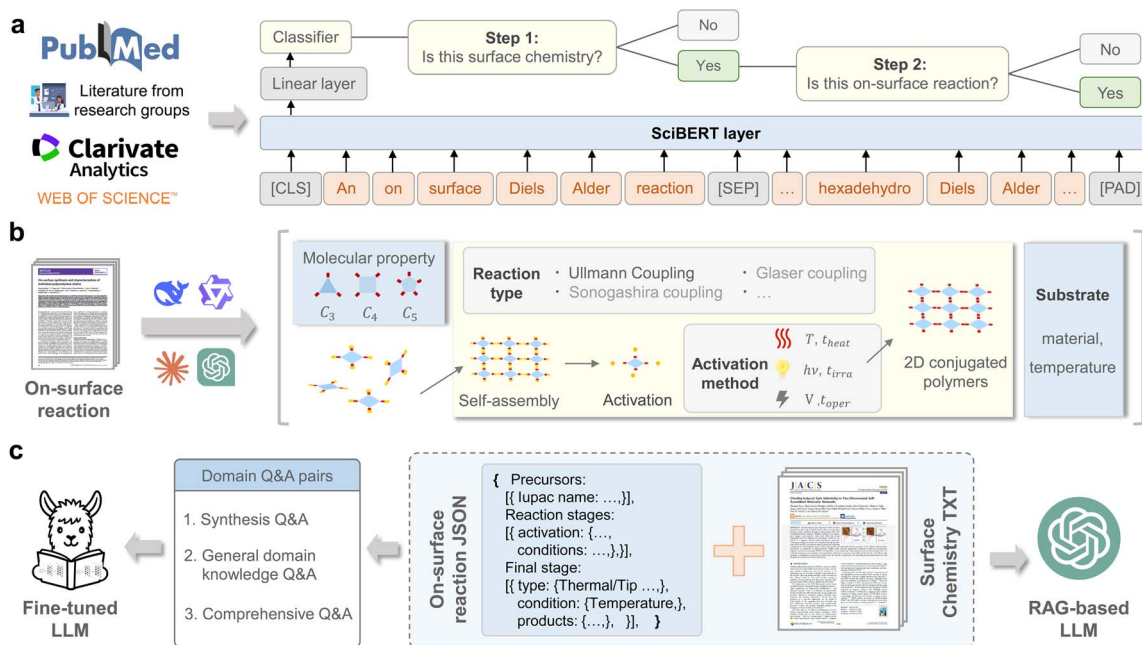 a
PubMed
Literature from
research groups
Clarivate
Analytics
WEB OF SCIENCE™
Classifier
Linear layer
Step 1:
Is this surface chemistry?
No
Yes
Step 2:
Is this on-surface reaction?
No
Yes
SciBERT layer
[CLS] An on surface Diels Alder reaction [SEP] ... hexadehydro Diels Alder ... [PAD]
b
On-surface
reaction
Molecular property
C3 C4 C5
Reaction
type
· Ullmann Coupling · Glaser coupling
· Sonogashira coupling · ...
Self-assembly
Activation
Activation
method
T, t_heat
hν, t_irra
V ,t_oper
2D conjugated
polymers
Substrate
material,
temperature
c
Fine-tuned
LLM
Domain Q&A pairs
1. Synthesis Q&A
2. General domain
knowledge Q&A
3. Comprehensive Q&A
On-surface
reaction JSON
{ Precursors:
[{ Iupac name: ...,}],
Reaction stages:
[{ activation: {...,
conditions: ...,},}],
Final stage:
[{ type: {Thermal/Tip ...,},
condition: {Temperature,},
products: {...,}, }], }
JACS
Surface
Chemistry TXT
RAG-based
LLM